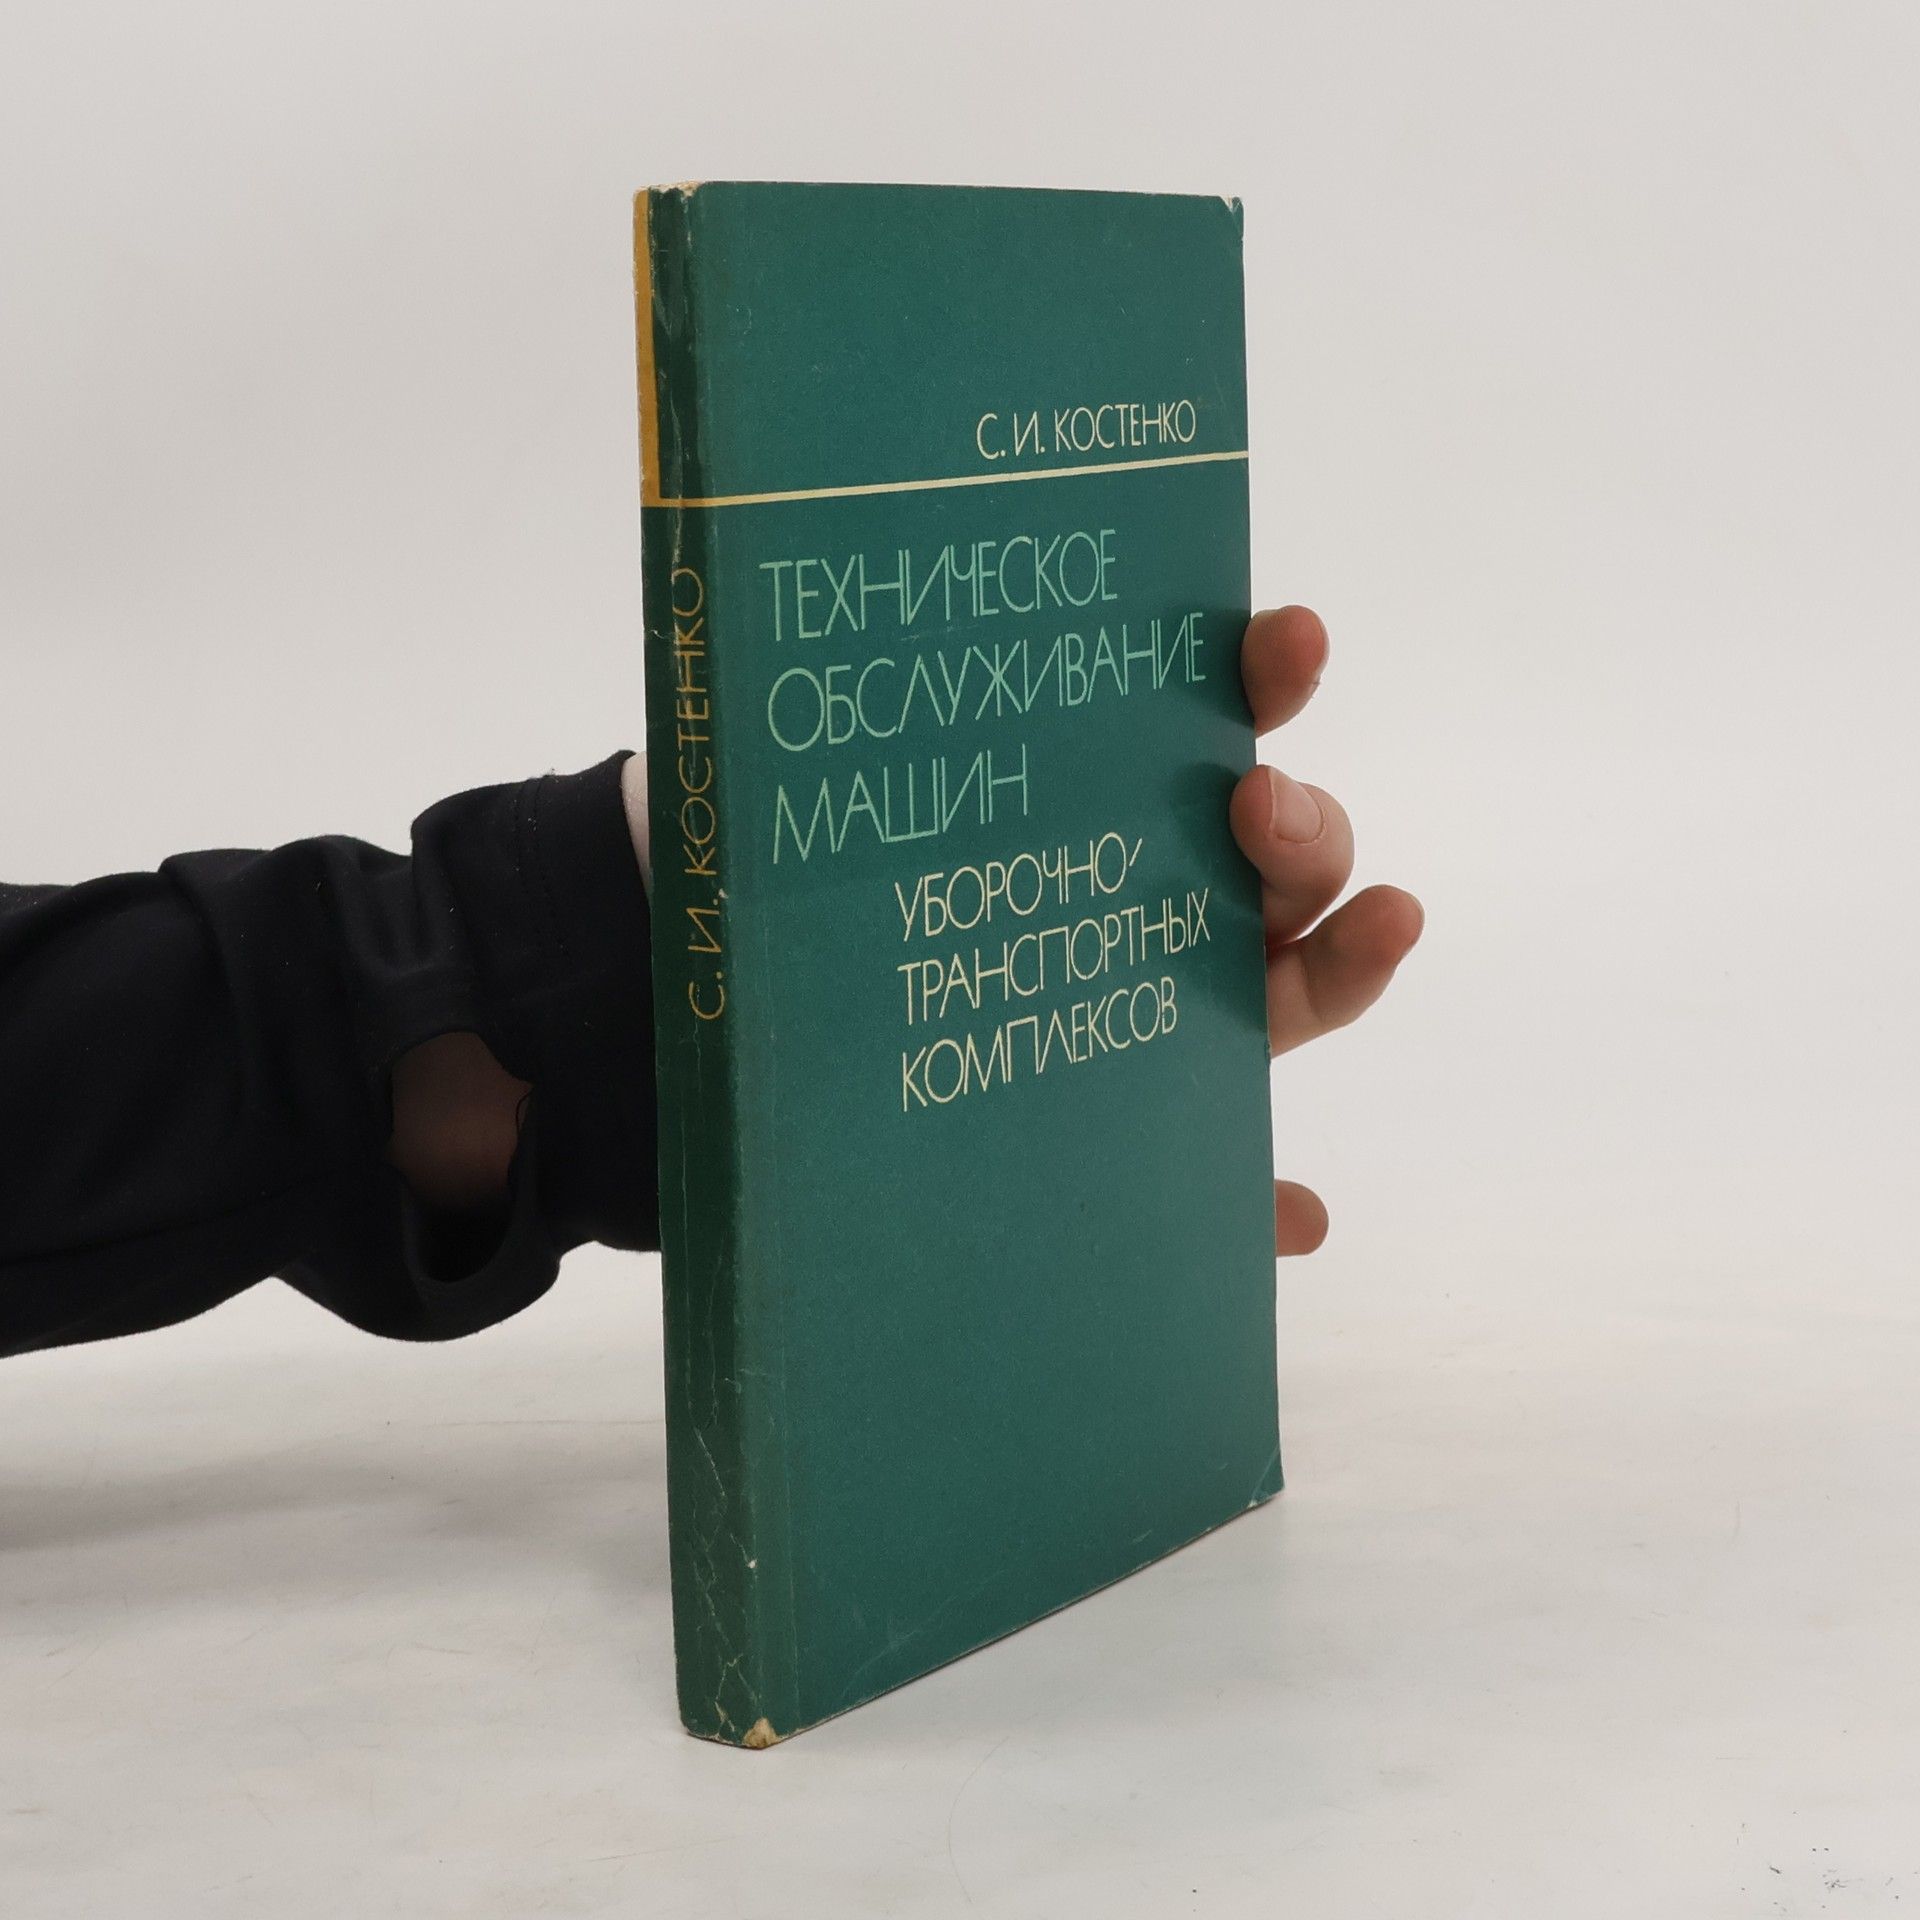 С. И. КОСТЕНКО
ТЕХНИЧЕСКОЕ
ОБСЛУЖИВАНИЕ
МАШИН
УБОРОЧНО-
ТРАНСПОРТНЫХ
КОМПЛЕКСОВ
С. И. КОСТЕНКО